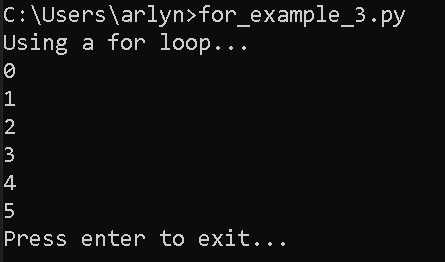 C:\Users\arlyn>for_example_3.py
Using a for loop...
0
1
2
3
4
5
Press enter to exit...